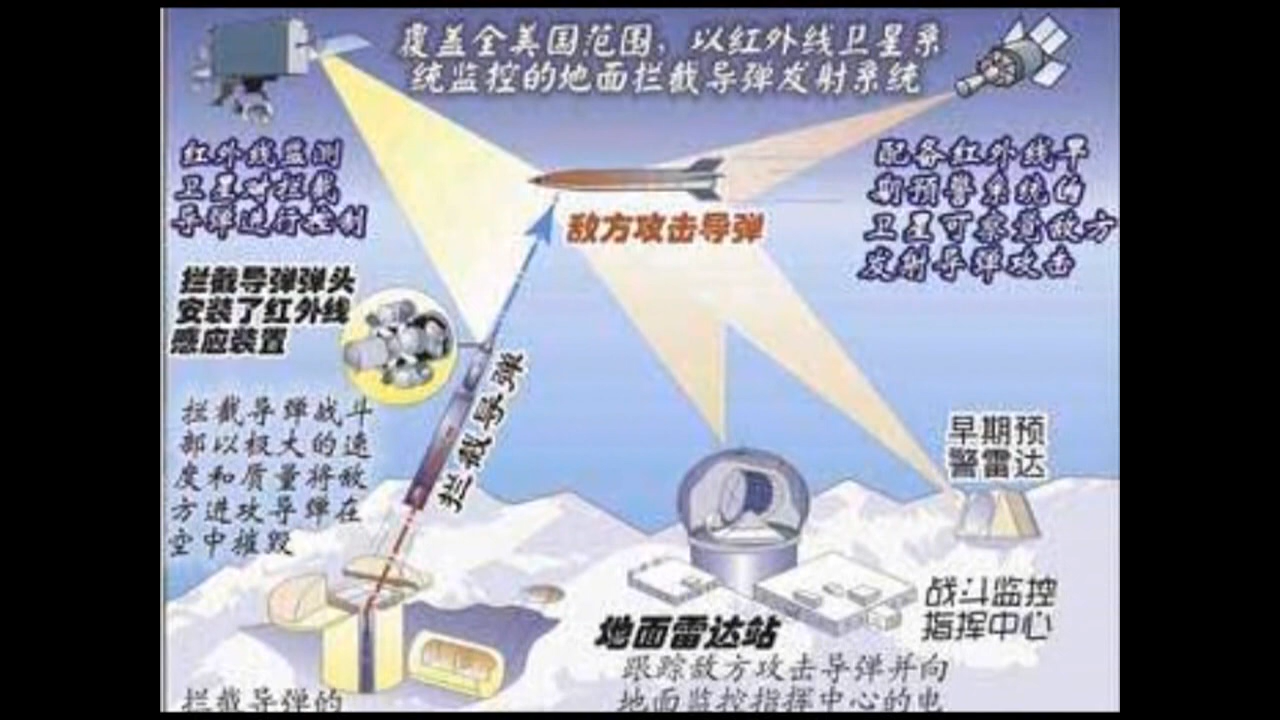 覆盖全美国范围，以红外线卫星系
统监控的地面拦截导弹发射系统
红外线监测
卫星对拦截
导弹进行控制
配备红外线早
期预警系统的
卫星可察觉敌方
发射导弹攻击
敌方攻击导弹
拦截导弹弹头
安装了红外线
感应装置
拦截导弹
拦截导弹战斗
部以极大的速
度和质量将敌
方进攻导弹在
空中摧毁
早期预
警雷达
战斗监控
指挥中心
地面雷达站
跟踪敌方攻击导弹并向
地面监控指挥中心的电
拦截导弹的